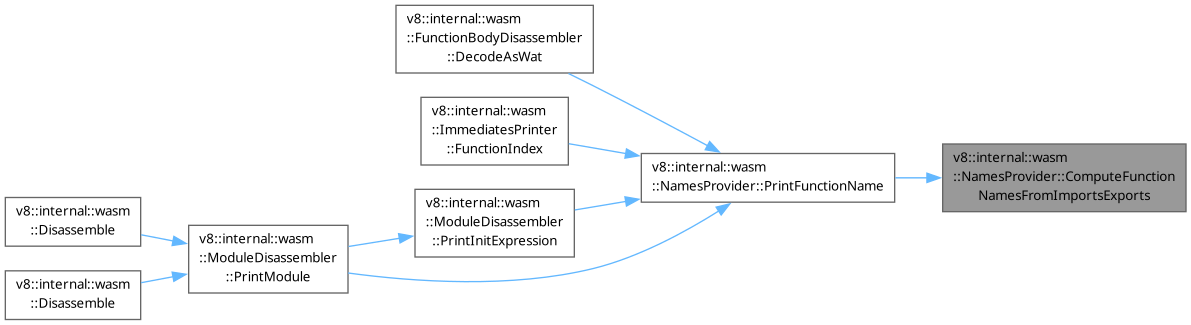 v8::internal::wasm
::FunctionBodyDisassembler
::DecodeAsWat
v8::internal::wasm
::ImmediatesPrinter
::FunctionIndex
v8::internal::wasm
::NamesProvider::PrintFunctionName
v8::internal::wasm
::NamesProvider::ComputeFunction
NamesFromImportsExports
v8::internal::wasm
::ModuleDisassembler
::PrintInitExpression
v8::internal::wasm
::Disassemble
v8::internal::wasm
::ModuleDisassembler
::PrintModule
v8::internal::wasm
::Disassemble